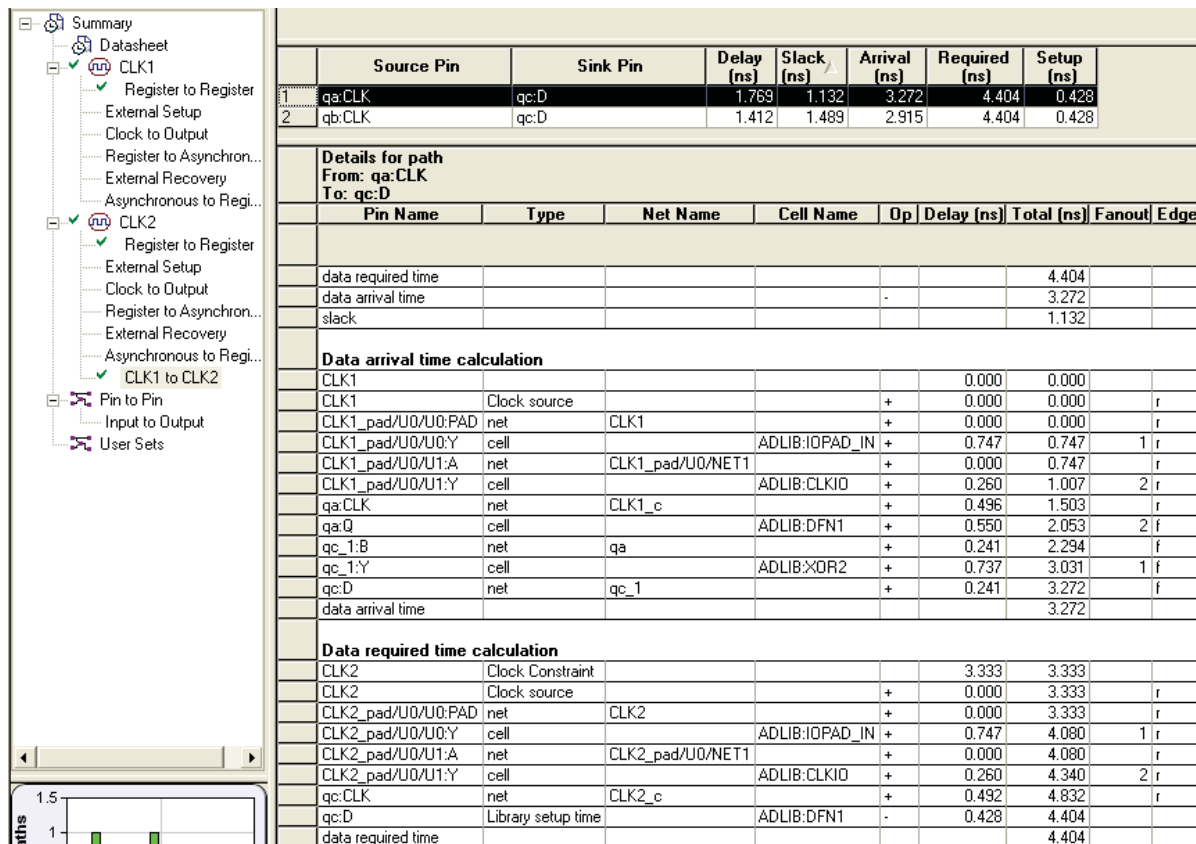 Summary
Datasheet
CLK1
Register to Register
External Setup
Clock to Output
Register to Asynchron...
External Recovery
Asynchronous to Regi...
CLK2
Register to Register
External Setup
Clock to Output
Register to Asynchron...
External Recovery
Asynchronous to Regi...
CLK1 to CLK2
Pin to Pin
Input to Output
User Sets
1.5
1
Source Pin Sink Pin Delay (ns) Slack (ns) Arrival (ns) Required (ns) Setup (ns)
1 qa:CLK qc:D 1.769 1.132 3.272 4.404 0.428
2 qb:CLK qc:D 1.412 1.489 2.915 4.404 0.428
Details for path
From: qa:CLK
To: qc:D
Pin Name Type Net Name Cell Name Op Delay (ns) Total (ns) Fanout Edge
data required time 4.404
data arrival time - 3.272
slack 1.132
Data arrival time calculation
CLK1 0.000 0.000
CLK1 Clock source + 0.000 0.000 r
CLK1_pad/U0/U0:PAD net CLK1 + 0.000 0.000 r
CLK1_pad/U0/U0:Y cell ADLIB:IOPAD_IN + 0.747 0.747 1 r
CLK1_pad/U0/U1:A net CLK1_pad/U0/NET1 + 0.000 0.747 r
CLK1_pad/U0/U1:Y cell ADLIB:CLKIO + 0.260 1.007 2 r
qa:CLK net CLK1_c + 0.496 1.503 r
qa:Q cell ADLIB:DFN1 + 0.550 2.053 2 f
qc_1:B net qa + 0.241 2.294 f
qc_1:Y cell ADLIB:XOR2 + 0.737 3.031 1 f
qc:D net qc_1 + 0.241 3.272 f
data arrival time 3.272
Data required time calculation
CLK2 Clock Constraint 3.333 3.333
CLK2 Clock source + 0.000 3.333 r
CLK2_pad/U0/U0:PAD net CLK2 + 0.000 3.333 r
CLK2_pad/U0/U0:Y cell ADLIB:IOPAD_IN + 0.747 4.080 1 r
CLK2_pad/U0/U1:A net CLK2_pad/U0/NET1 + 0.000 4.080 r
CLK2_pad/U0/U1:Y cell ADLIB:CLKIO + 0.260 4.340 2 r
qc:CLK net CLK2_c + 0.492 4.832 r
qc:D Library setup time ADLIB:DFN1 - 0.428 4.404
data required time 4.404